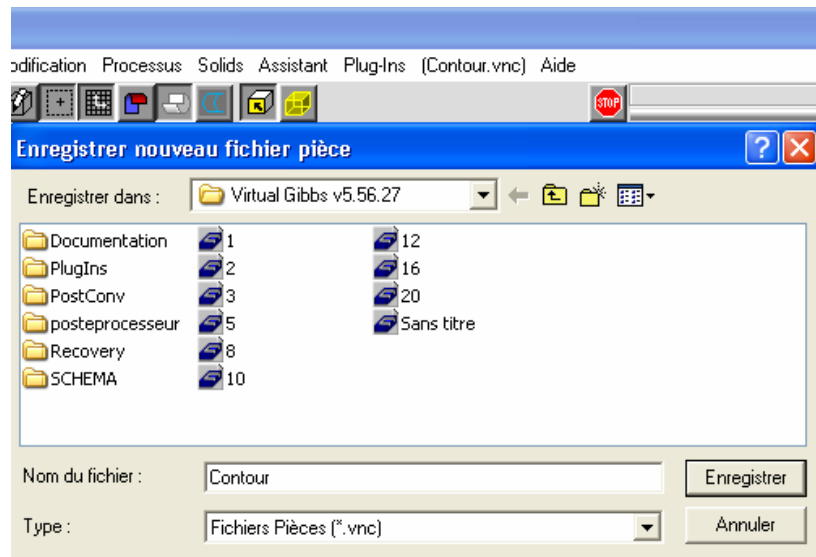 odification Processus Solids Assistant Plug-Ins (Contour.vnc) Aide
STOP
Enregistrer nouveau fichier pièce
Enregistrer dans : Virtual Gibbs v5.56.27
Documentation 1 12
PlugIns 2 16
PostConv 3 20
posteprocesseur 5 Sans titre
Recovery 8
SCHEMA 10
Nom du fichier : Contour Enregistrer
Type : Fichiers Pièces (*.vnc) Annuler